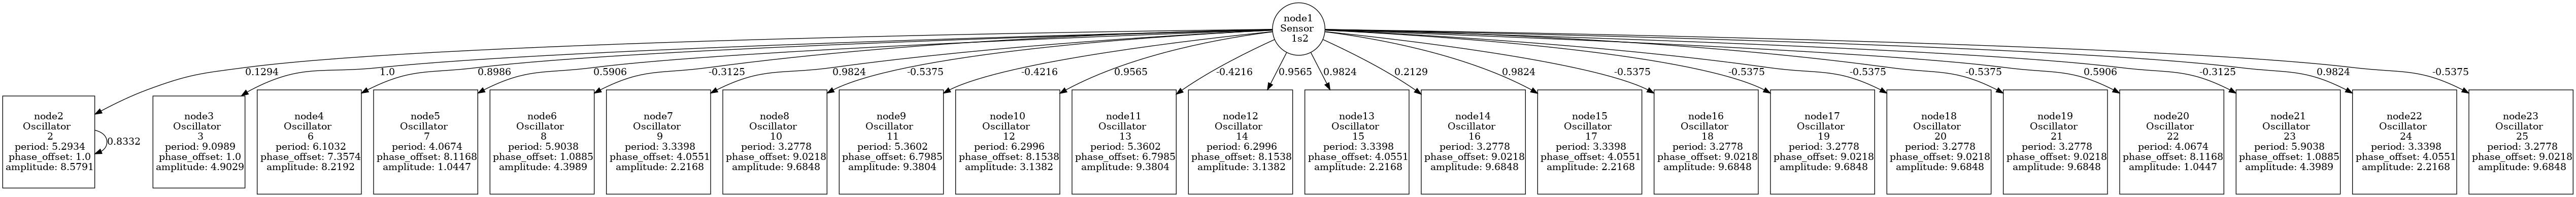 node1
Sensor
1s2
0.1294
1.0
0.8986
0.5906
-0.3125
0.9824
-0.5375
-0.4216
0.9565
-0.4216
0.9565
0.9824
0.2129
0.9824
-0.5375
-0.5375
-0.5375
-0.5375
0.5906
-0.3125
0.9824
-0.5375
node2
Oscillator
2
period: 5.2934
phase_offset: 1.0
amplitude: 8.5791
0.8332
node3
Oscillator
3
period: 9.0989
phase_offset: 1.0
amplitude: 4.9029
node4
Oscillator
6
period: 6.1032
phase_offset: 7.3574
amplitude: 8.2192
node5
Oscillator
7
period: 4.0674
phase_offset: 8.1168
amplitude: 1.0447
node6
Oscillator
8
period: 5.9038
phase_offset: 1.0885
amplitude: 4.3989
node7
Oscillator
9
period: 3.3398
phase_offset: 4.0551
amplitude: 2.2168
node8
Oscillator
10
period: 3.2778
phase_offset: 9.0218
amplitude: 9.6848
node9
Oscillator
11
period: 5.3602
phase_offset: 6.7985
amplitude: 9.3804
node10
Oscillator
12
period: 6.2996
phase_offset: 8.1538
amplitude: 3.1382
node11
Oscillator
13
period: 5.3602
phase_offset: 6.7985
amplitude: 9.3804
node12
Oscillator
14
period: 6.2996
phase_offset: 8.1538
amplitude: 3.1382
node13
Oscillator
15
period: 3.3398
phase_offset: 4.0551
amplitude: 2.2168
node14
Oscillator
16
period: 3.2778
phase_offset: 9.0218
amplitude: 9.6848
node15
Oscillator
17
period: 3.3398
phase_offset: 4.0551
amplitude: 2.2168
node16
Oscillator
18
period: 3.2778
phase_offset: 9.0218
amplitude: 9.6848
node17
Oscillator
19
period: 3.2778
phase_offset: 9.0218
amplitude: 9.6848
node18
Oscillator
20
period: 3.2778
phase_offset: 9.0218
amplitude: 9.6848
node19
Oscillator
21
period: 3.2778
phase_offset: 9.0218
amplitude: 9.6848
node20
Oscillator
22
period: 4.0674
phase_offset: 8.1168
amplitude: 1.0447
node21
Oscillator
23
period: 5.9038
phase_offset: 1.0885
amplitude: 4.3989
node22
Oscillator
24
period: 3.3398
phase_offset: 4.0551
amplitude: 2.2168
node23
Oscillator
25
period: 3.2778
phase_offset: 9.0218
amplitude: 9.6848